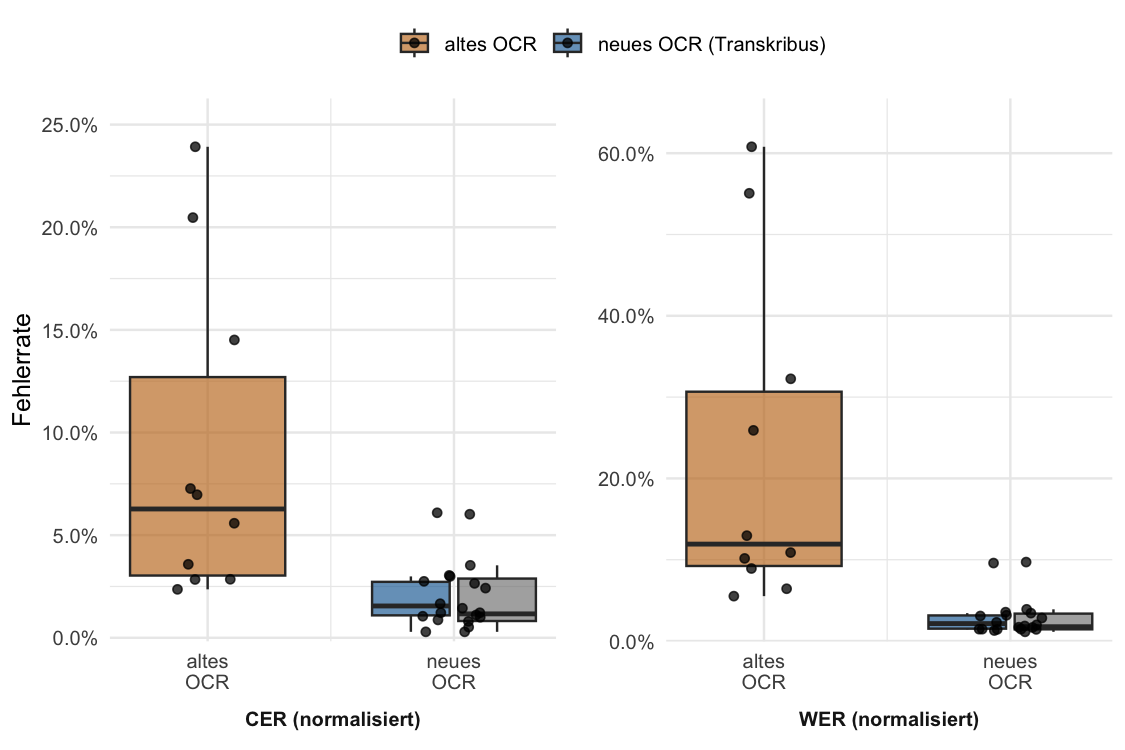 altes OCR neues OCR (Transkribus)
Fehlerrate
25.0%
20.0%
15.0%
10.0%
5.0%
0.0%
altes
OCR
neues
OCR
CER (normalisiert)
60.0%
40.0%
20.0%
0.0%
altes
OCR
neues
OCR
WER (normalisiert)